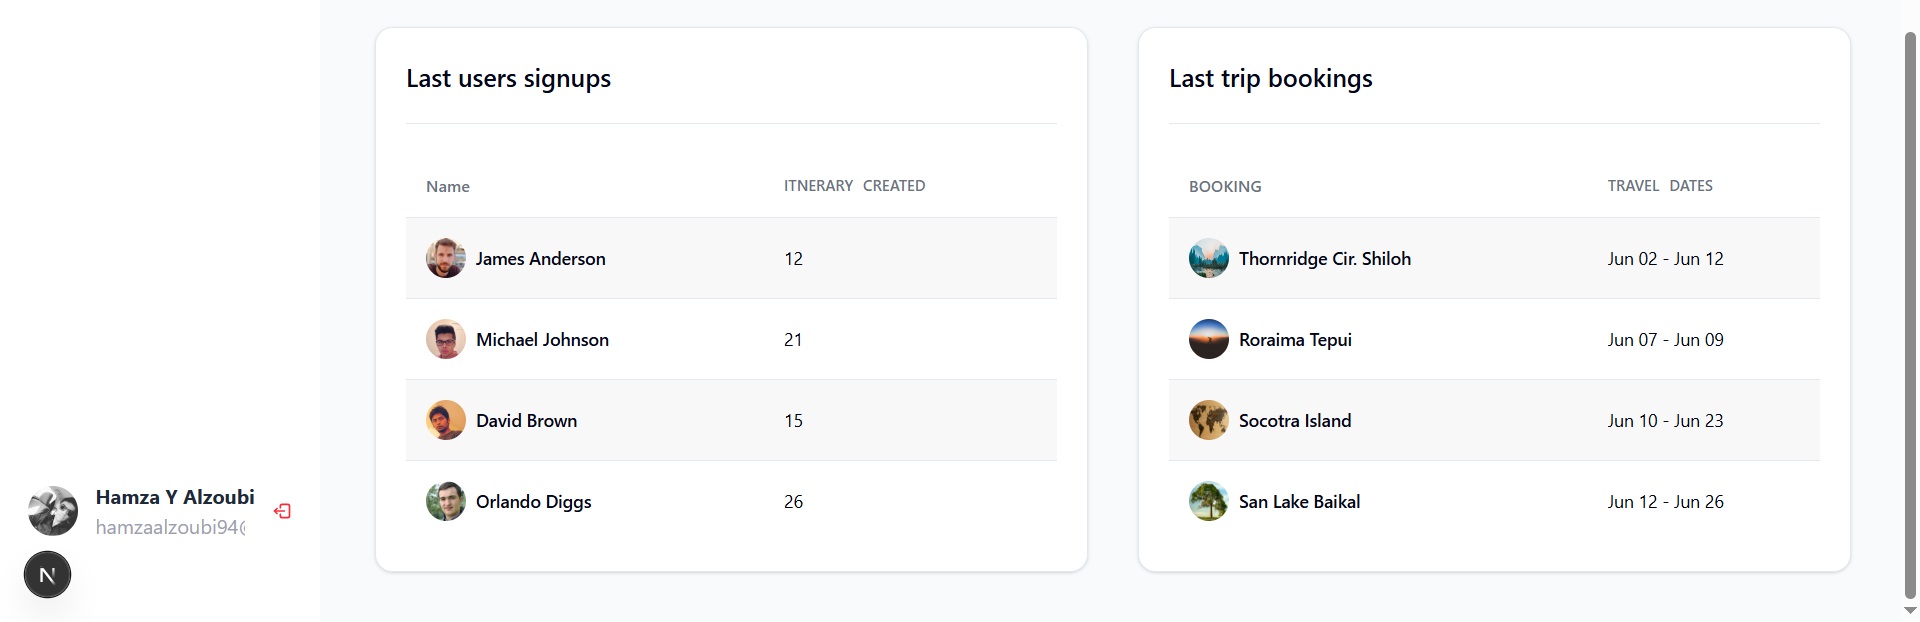 Last users signups
Name ITNERARY CREATED
James Anderson 12
Michael Johnson 21
David Brown 15
Orlando Diggs 26
Last trip bookings
BOOKING TRAVEL DATES
Thornridge Cir. Shiloh Jun 02 - Jun 12
Roraima Tepui Jun 07 - Jun 09
Socotra Island Jun 10 - Jun 23
San Lake Baikal Jun 12 - Jun 26
Hamza Y Alzoubi
hamzaalzoubi94@
N